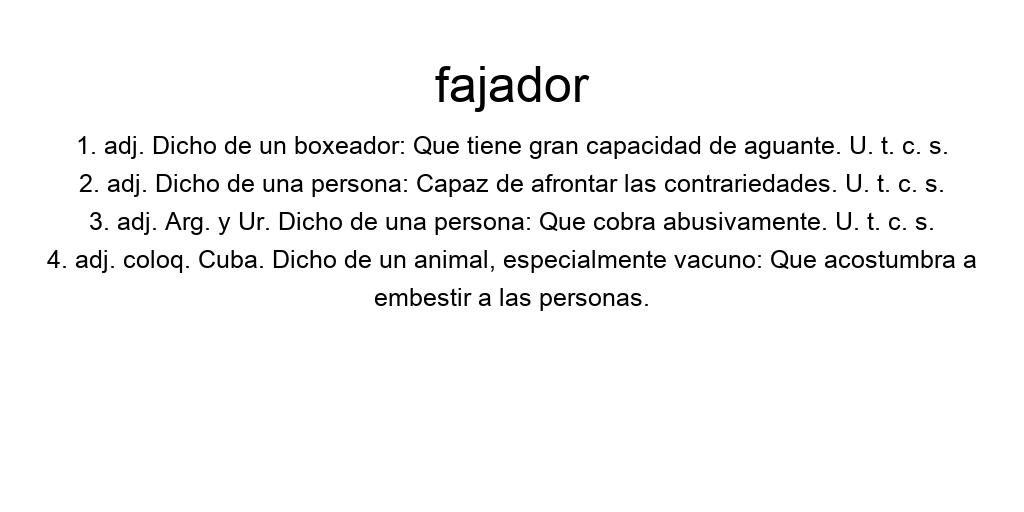 fajador
1. adj. Dicho de un boxeador: Que tiene gran capacidad de aguante. U. t. c. s.
2. adj. Dicho de una persona: Capaz de afrontar las contrariedades. U. t. c. s.
3. adj. Arg. y Ur. Dicho de una persona: Que cobra abusivamente. U. t. c. s.
4. adj. coloq. Cuba. Dicho de un animal, especialmente vacuno: Que acostumbra a
embestir a las personas.